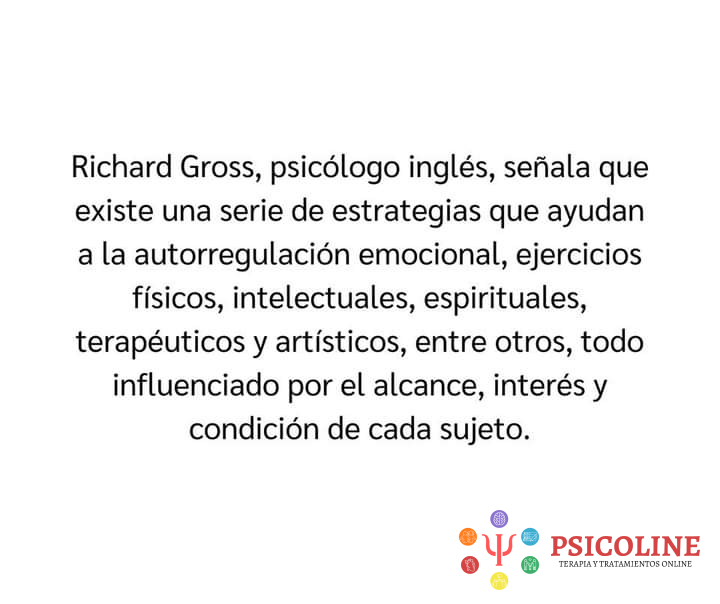 Richard Gross, psicólogo inglés, señala que
existe una serie de estrategias que ayudan
a la autorregulación emocional, ejercicios
físicos, intelectuales, espirituales,
terapéuticos y artísticos, entre otros, todo
influenciado por el alcance, interés y
condición de cada sujeto.
Ψ PSICOLINE
TERAPIA Y TRATAMIENTOS ONLINE